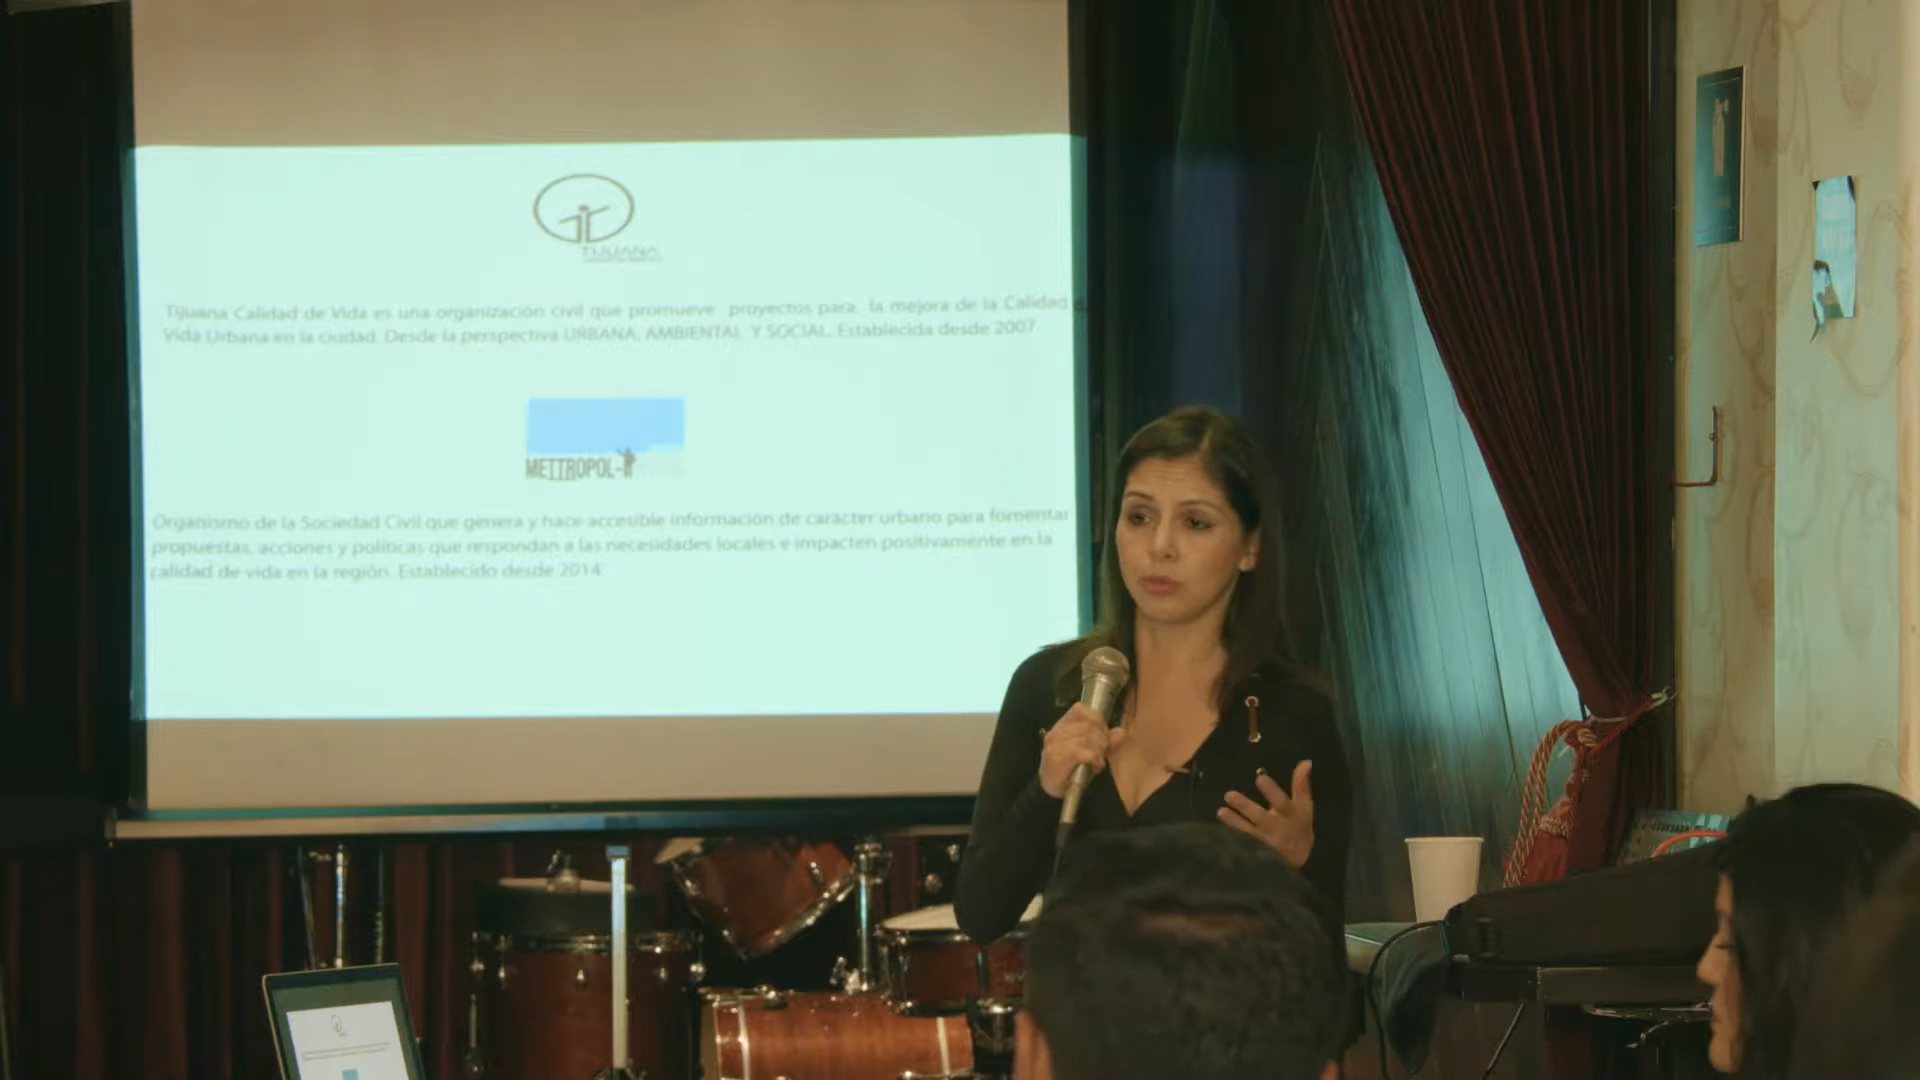 TIJUANA
Tijuana Calidad de Vida es una organización civil que promueve proyectos para la mejora de la Calidad d
Vida Urbana en la ciudad. Desde la perspectiva URBANA, AMBIENTAL Y SOCIAL. Establecida desde 2007
METTROPOL-I
Organismo de la Sociedad Civil que genera y hace accesible información de carácter urbano para fomentar
propuestas, acciones y políticas que respondan a las necesidades locales e impacten positivamente en la
calidad de vida en la región. Establecido desde 2014